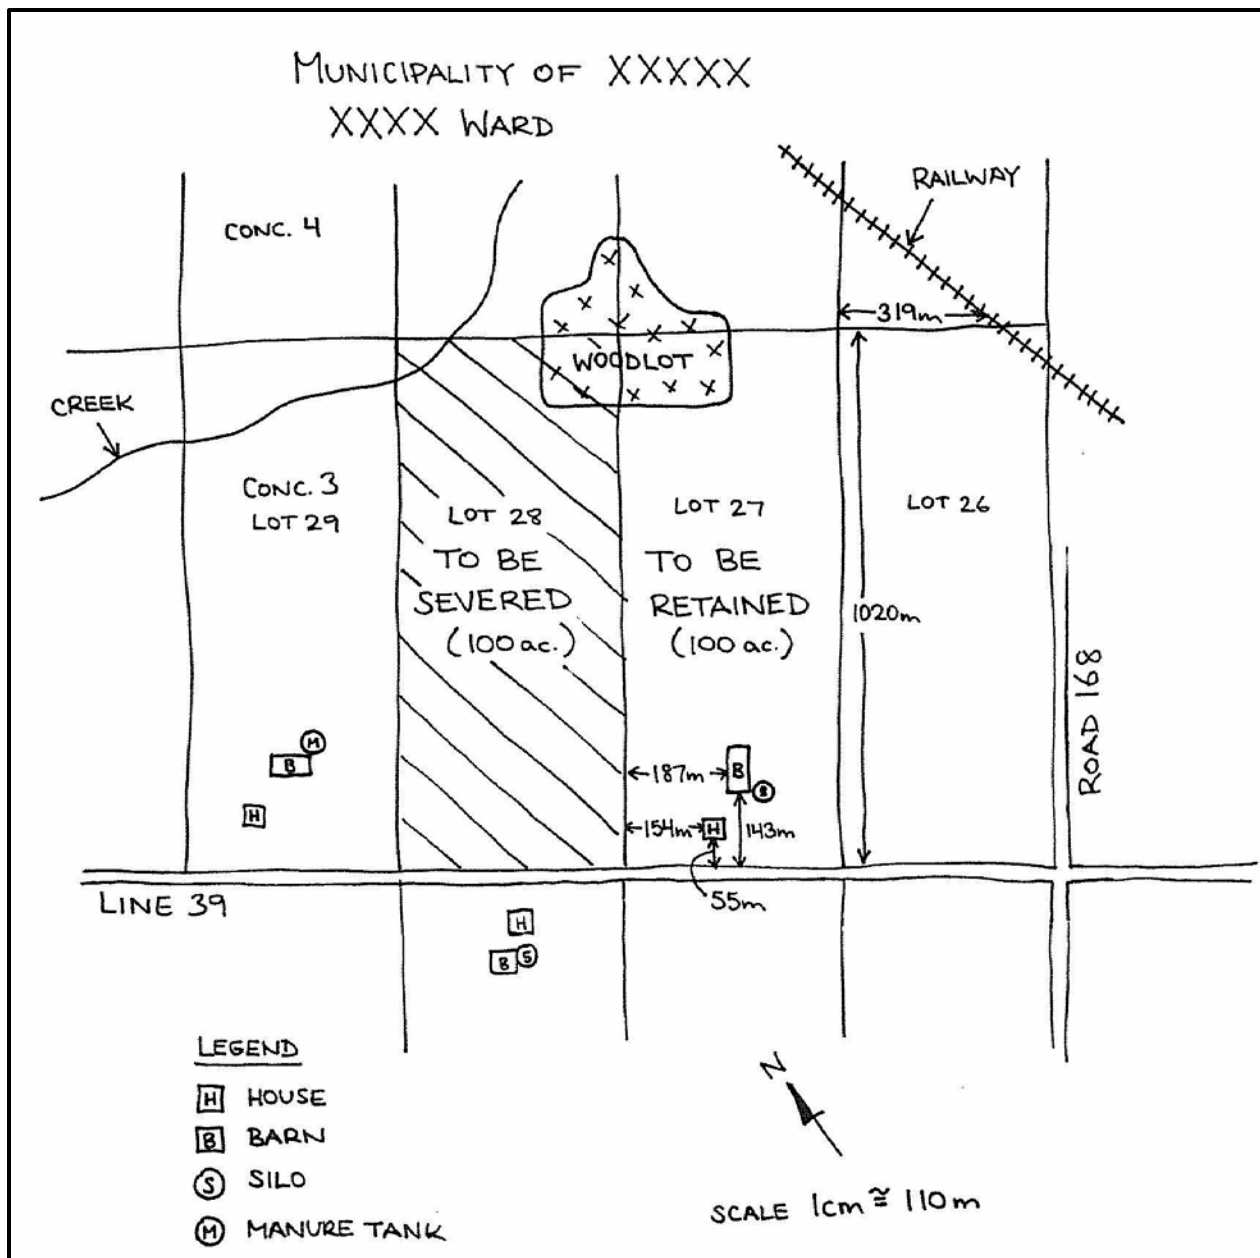 MUNICIPALITY OF XXXXX
XXXX WARD
RAILWAY
CONC. 4
319m
WOODLOT
CREEK
CONC. 3
LOT 29
LOT 28
LOT 27
LOT 26
TO BE
SEVERED
(100 ac.)
TO BE
RETAINED
(100 ac.)
1020m
ROAD 168
M
B
187m
B
S
H
154m
H
143m
55m
LINE 39
H
B
S
LEGEND
H HOUSE
B BARN
S SILO
M MANURE TANK
N
SCALE 1cm ≅ 110m